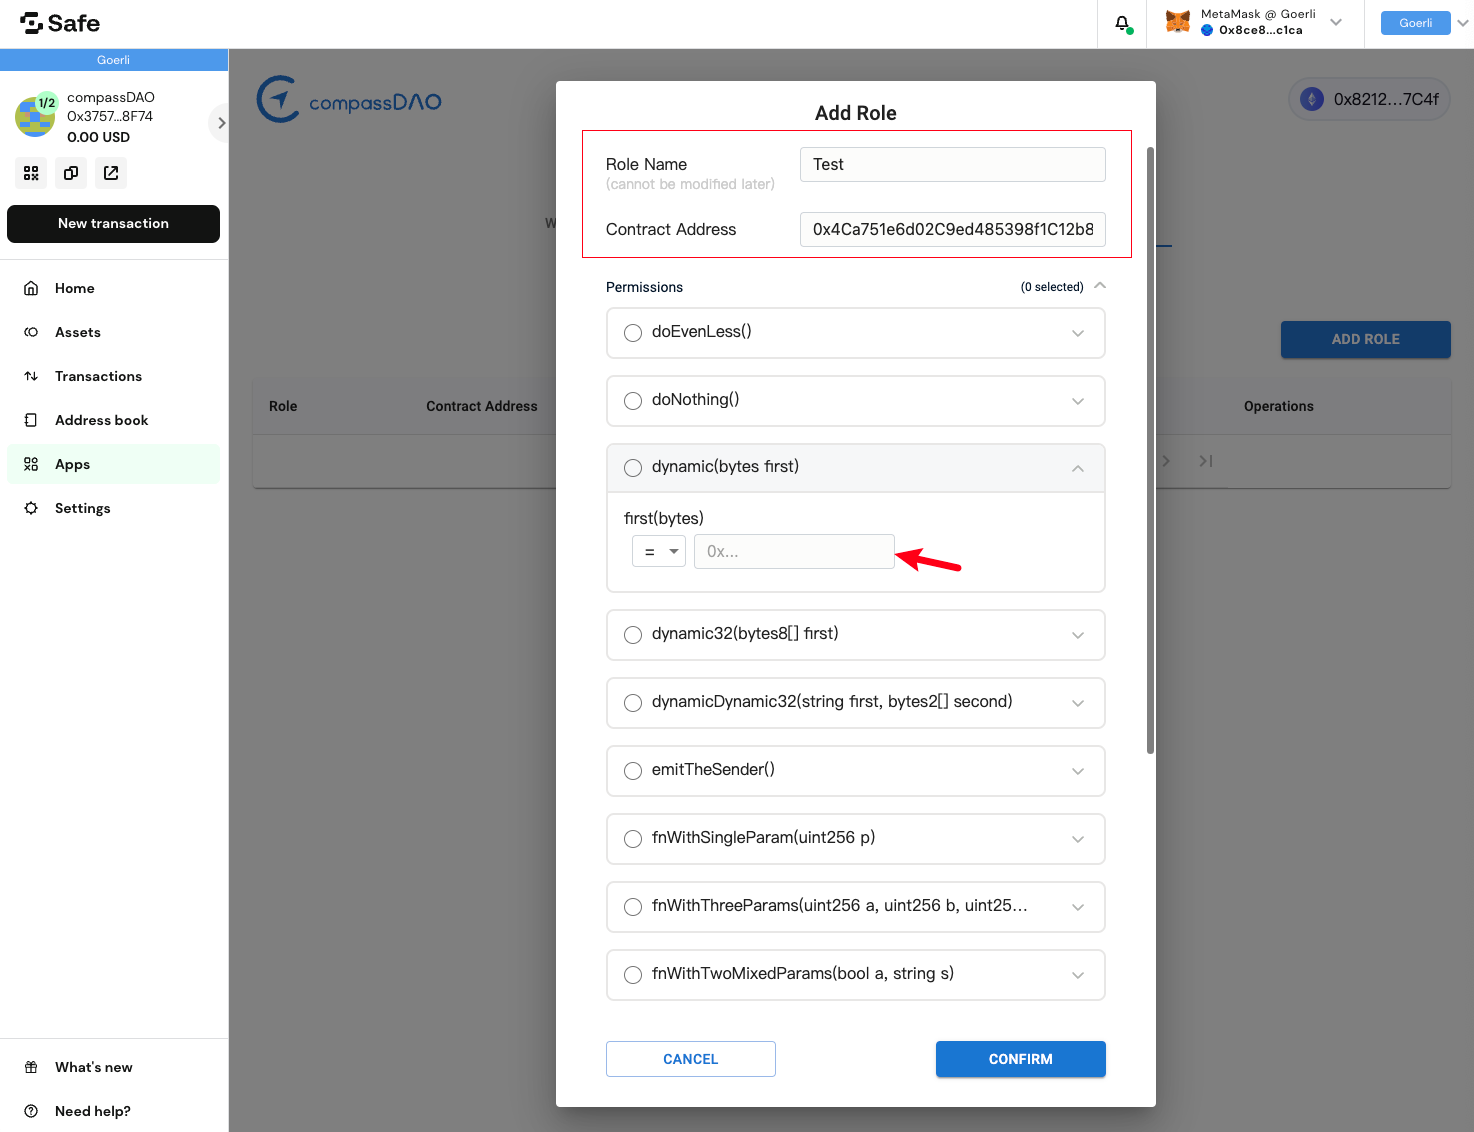 Safe
MetaMask @ Goerli
0x8ce8...c1ca
Goerli
Goerli
1/2
compassDAO
0x3757...8F74
0.00 USD
New transaction
Home
Assets
Transactions
Address book
Apps
Settings
What's new
Need help?
compassDAO
0x8212...7C4f
W
ADD ROLE
Role
Contract Address
Operations
Add Role
Role Name
Test
(cannot be modified later)
Contract Address
0x4Ca751e6d02C9ed485398f1C12b8
Permissions
(0 selected)
doEvenLess()
doNothing()
dynamic(bytes first)
first(bytes)
=
0x...
dynamic32(bytes8[] first)
dynamicDynamic32(string first, bytes2[] second)
emitTheSender()
fnWithSingleParam(uint256 p)
fnWithThreeParams(uint256 a, uint256 b, uint25...
fnWithTwoMixedParams(bool a, string s)
CANCEL
CONFIRM